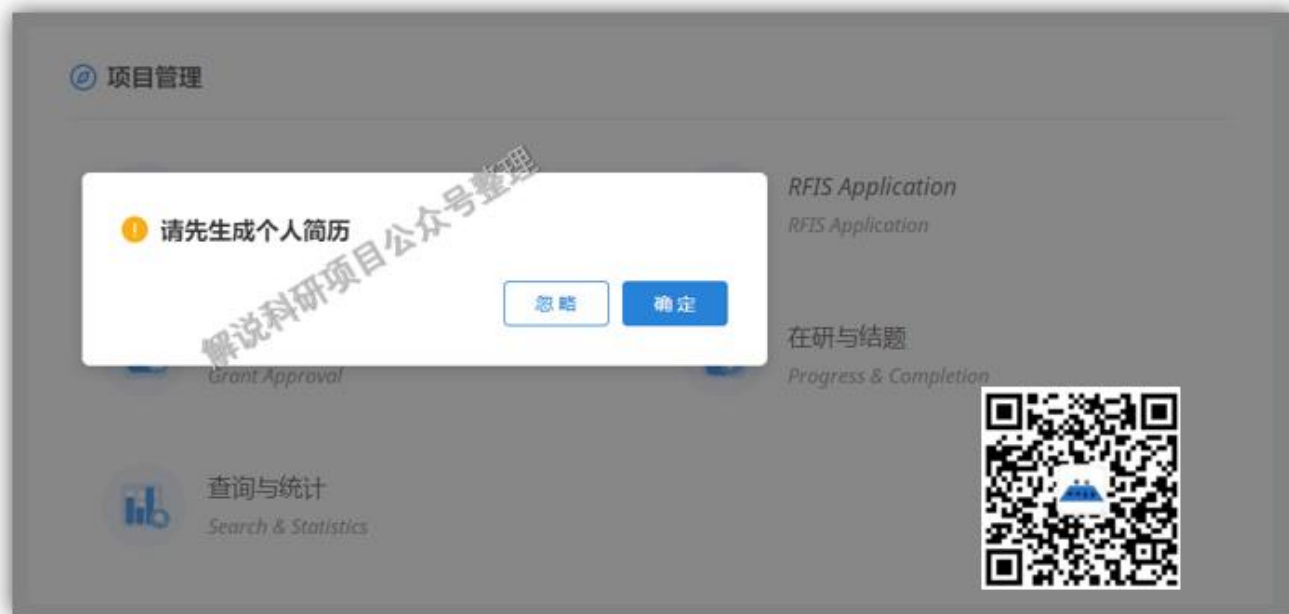 项目管理
RFIS Application
RFIS Application
请先生成个人简历
忽略
确定
解说科研项目公众号整理
Grant Approval
在研与结题
Progress & Completion
查询与统计
Search & Statistics